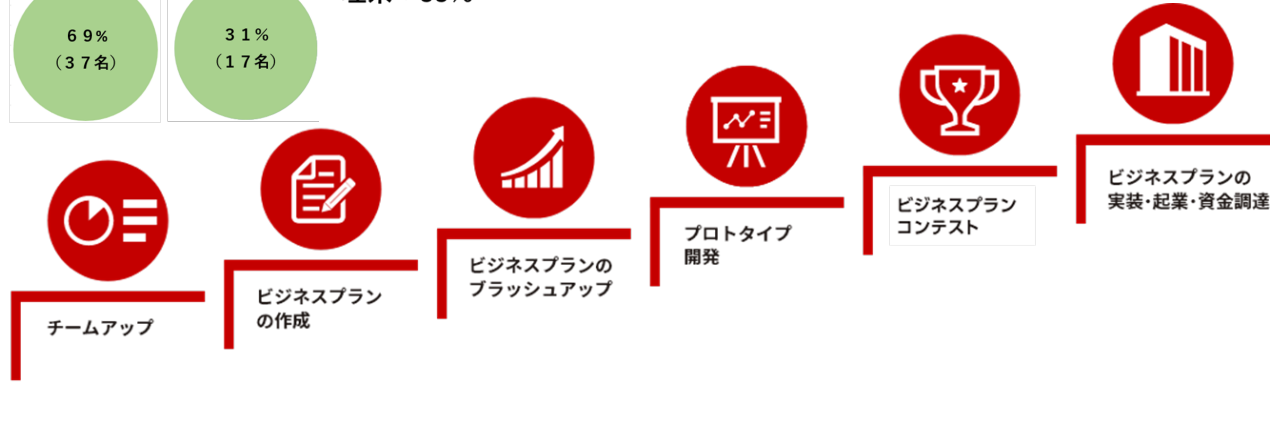 ６９%
（３７名）
３１%
（１７名）
チームアップ
ビジネスプラン
の作成
ビジネスプランの
ブラッシュアップ
プロトタイプ
開発
ビジネスプラン
コンテスト
ビジネスプランの
実装･起業･資金調達